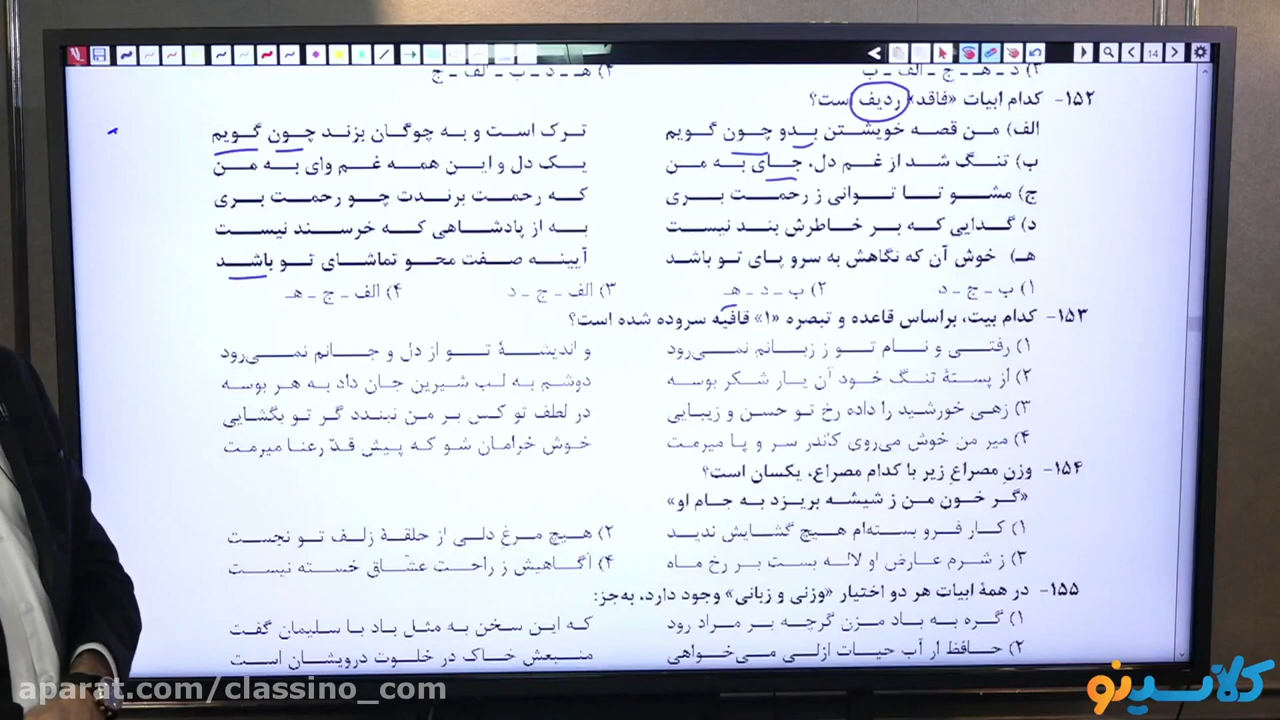 14
۳) د ـ هـ ـ ج ـ الف ـ ب
۴) هـ ـ د ـ ب ـ الف ـ ج
۱۵۲- کدام ابیات «فاقد» ردیف است؟
الف) من قصه خویشتن بدو چون گویم
ترک است و به چوگان بزند چون گویم
ب) تنگ شد از غم دل، جای به من
یک دل و این همه غم وای به من
ج) مشو تا توانی ز رحمت بری
که رحمت برندت چو رحمت بری
د) گدایی که بر خاطرش بند نیست
به از پادشاهی که خرسند نیست
هـ) خوش آن که نگاهش به سرو پای تو باشد
آیینه صفت محو تماشای تو باشد
۱) ب ـ ج ـ د
۲) ب ـ د ـ هـ
۳) الف ـ ج ـ د
۴) الف ـ ج ـ هـ
۱۵۳- کدام بیت، براساس قاعده و تبصره «۱» قافیه سروده شده است؟
۱) رفتی و نام تو ز زبانم نمی‌رود
و اندیشهٔ تو از دل و جانم نمی‌رود
۲) از پستهٔ تنگ خود آن یار شکر بوسه
دوشم به لب شیرین جان داد به هر بوسه
۳) زهی خورشید را داده رخ تو حسن و زیبایی
در لطف تو کس بر من نبندد گر تو بگشایی
۴) میر من خوش می‌روی کندر سر و پا میرمت
خوش خرامان شو که پیش قدّ رعنا میرمت
۱۵۴- وزنِ مصراعِ زیر با کدام مصراع، یکسان است؟
«گر خون من ز شیشه بریزد به جام او»
۱) کار فرو بسته‌ام هیچ گشایش ندید
۲) هیچ مرغِ دلی از حلقهٔ زلف تو نجست
۳) ز شرم عارض او لاله بست بر رخ ماه
۴) آگاهیش ز راحت عشّاق خسته نیست
۱۵۵- در همهٔ ابیات هر دو اختیار «وزنی و زبانی» وجود دارد، به‌جز:
۱) گره به باد مزن گرچه بر مراد رود
که این سخن به مثل باد با سلیمان گفت
۲) حافظ ار آب حیات ازلی می‌خواهی
منبعش خاک در خلوت درویشان است
aparat.com/classino_com
کلاسینو